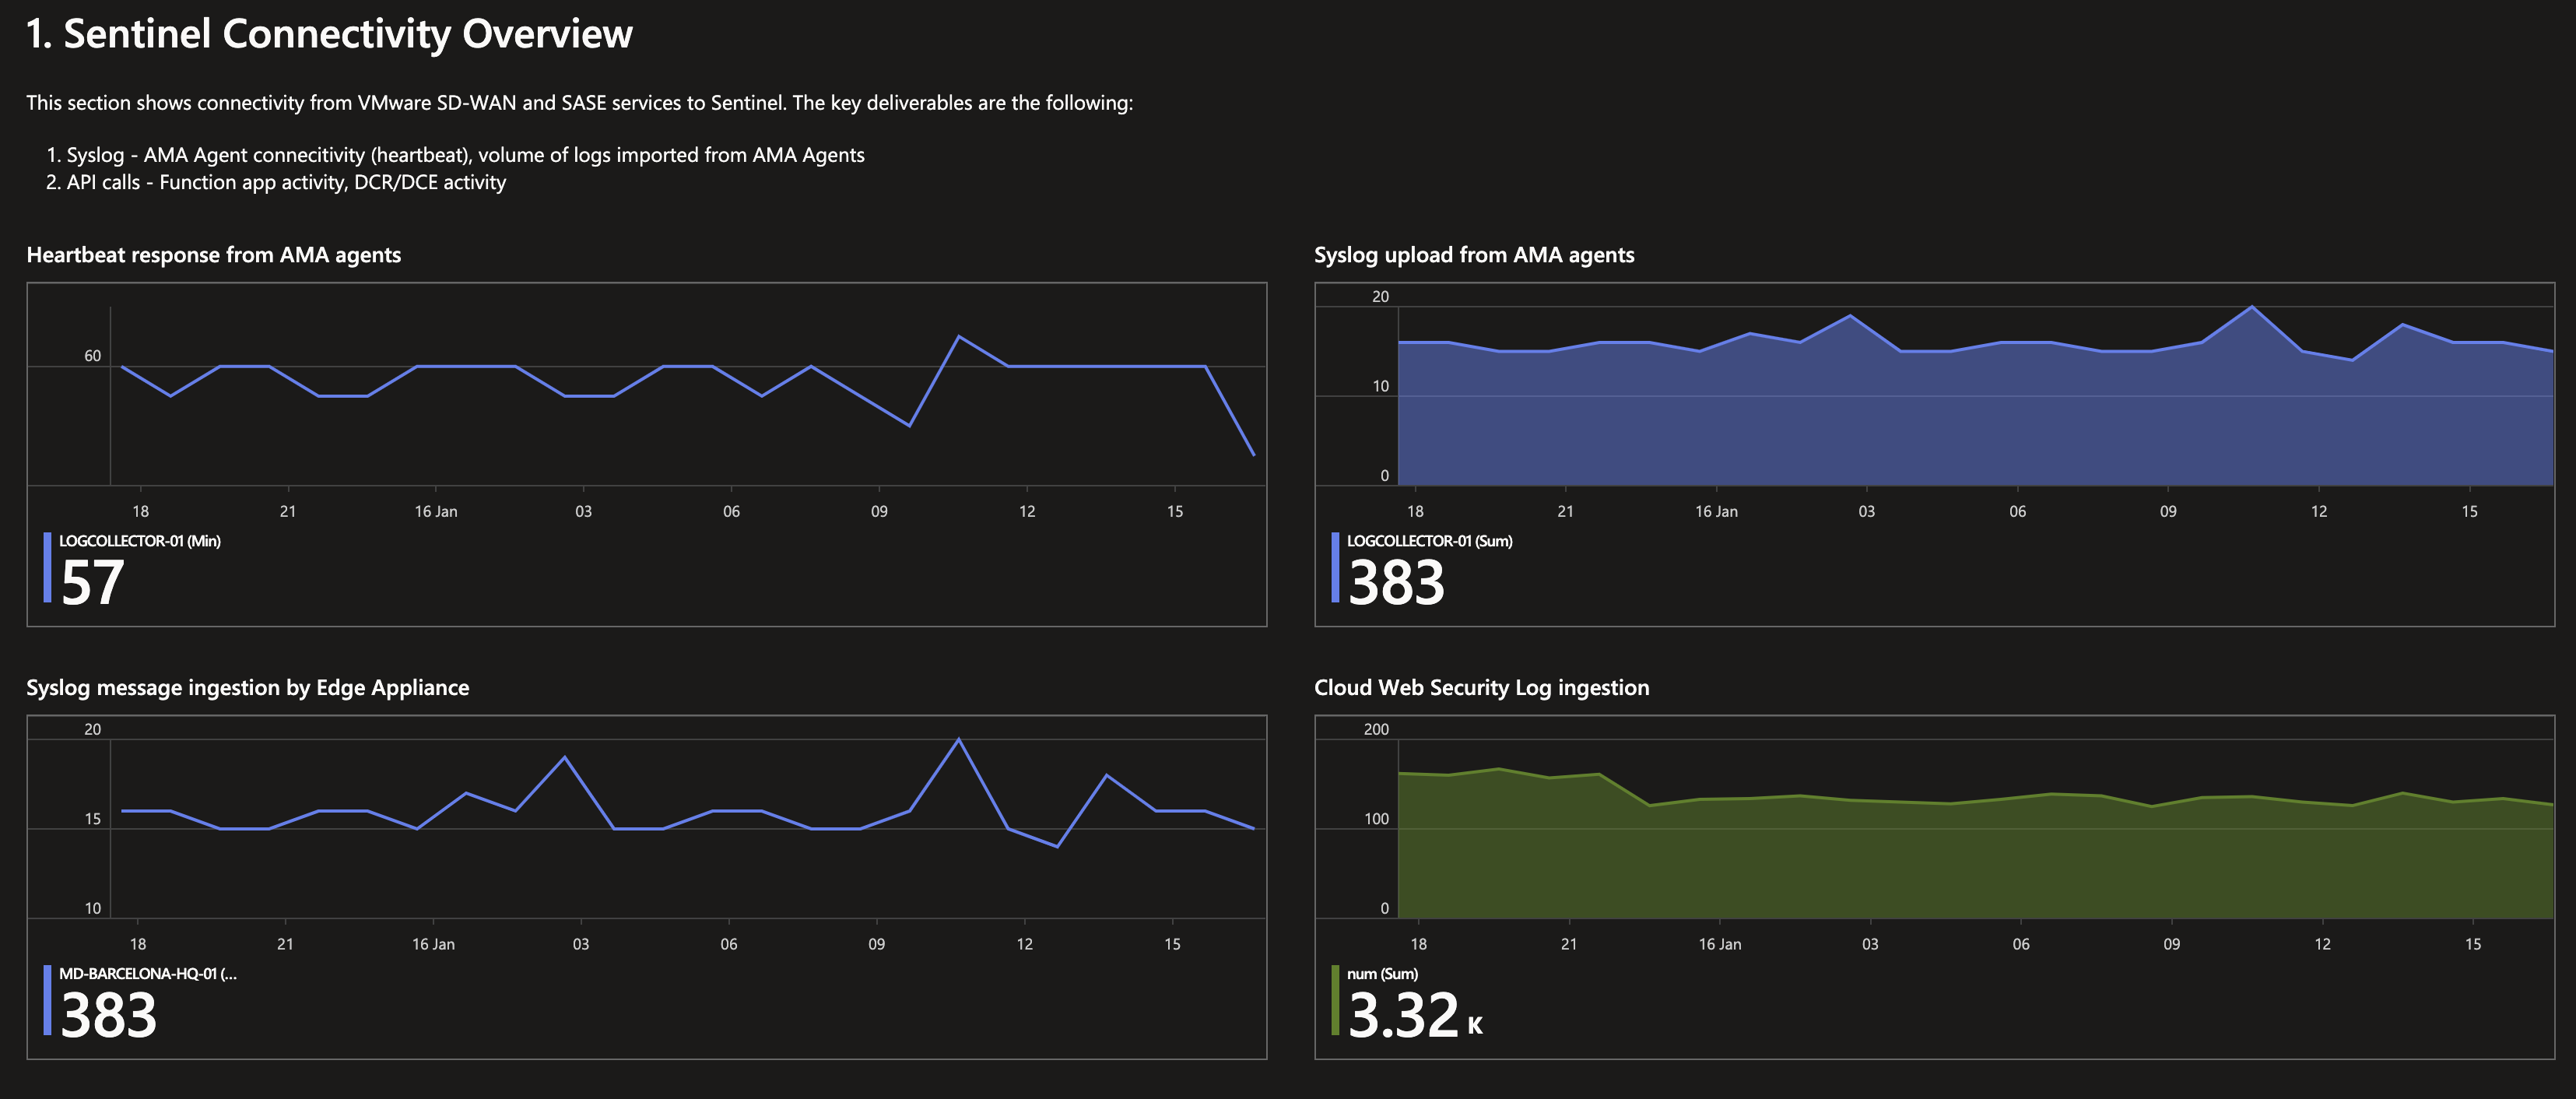 1. Sentinel Connectivity Overview
This section shows connectivity from VMware SD-WAN and SASE services to Sentinel. The key deliverables are the following:
1. Syslog - AMA Agent connecitivity (heartbeat), volume of logs imported from AMA Agents
2. API calls - Function app activity, DCR/DCE activity
Heartbeat response from AMA agents
60
18 21 16 Jan 03 06 09 12 15
LOGCOLLECTOR-01 (Min)
57
Syslog upload from AMA agents
20
10
0
18 21 16 Jan 03 06 09 12 15
LOGCOLLECTOR-01 (Sum)
383
Syslog message ingestion by Edge Appliance
20
15
10
18 21 16 Jan 03 06 09 12 15
MD-BARCELONA-HQ-01 (...
383
Cloud Web Security Log ingestion
200
100
0
18 21 16 Jan 03 06 09 12 15
num (Sum)
3.32 K